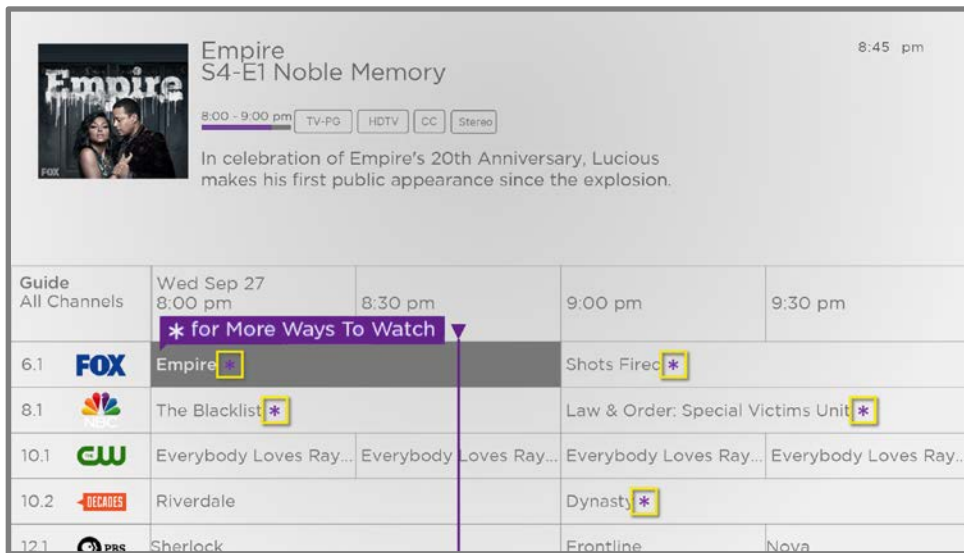 Empire
S4-E1 Noble Memory
8:45 pm
Empire
FOX
8:00 - 9:00 pm TV-PG HDTV CC Stereo
In celebration of Empire's 20th Anniversary, Lucious
makes his first public appearance since the explosion.
Guide
All Channels
Wed Sep 27
8:00 pm 8:30 pm 9:00 pm 9:30 pm
* for More Ways To Watch
6.1 FOX Empire * Shots Fired *
8.1 NBC The Blacklist * Law & Order: Special Victims Unit *
10.1 CW Everybody Loves Ray... Everybody Loves Ray... Everybody Loves Ray... Everybody Loves Ray...
10.2 DECADES Riverdale Dynasty *
12.1 PBS Sherlock Frontline Nova